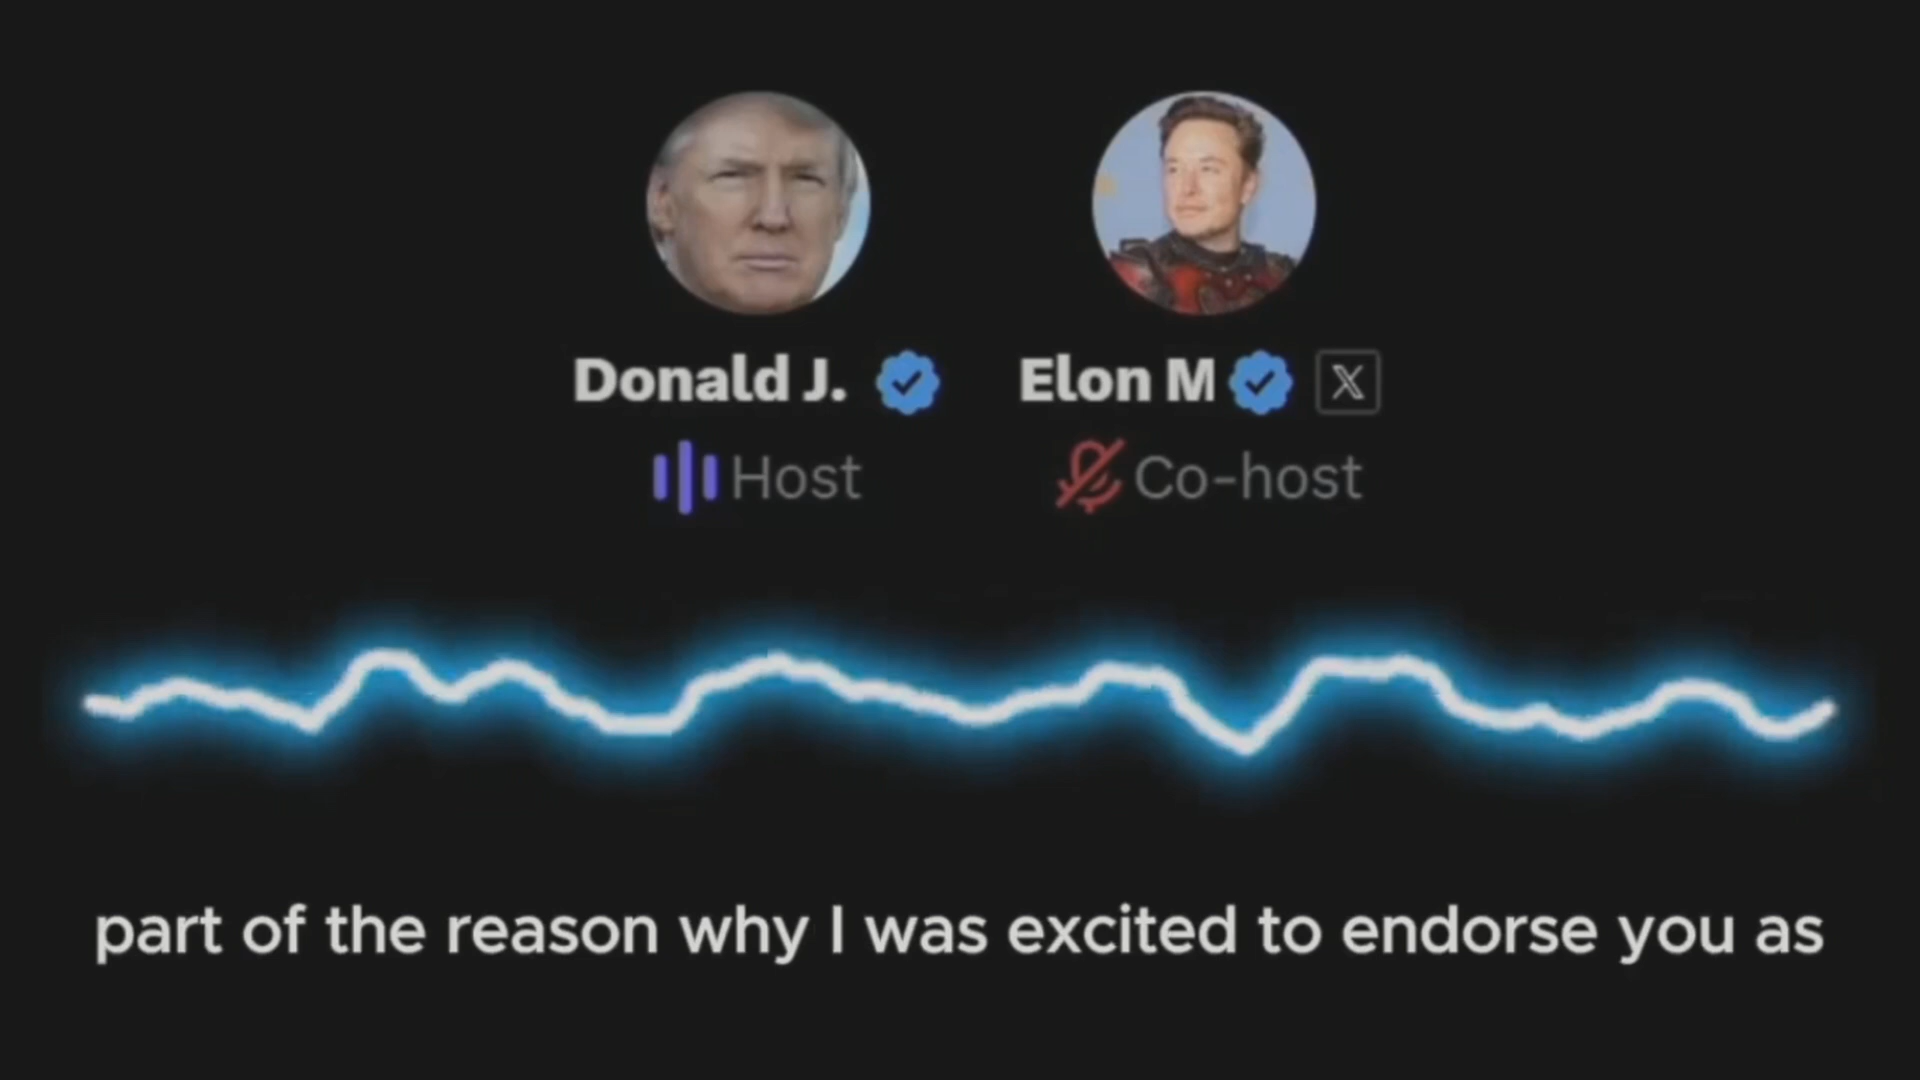 Donald J.
Elon M X
Host
Co-host
part of the reason why I was excited to endorse you as